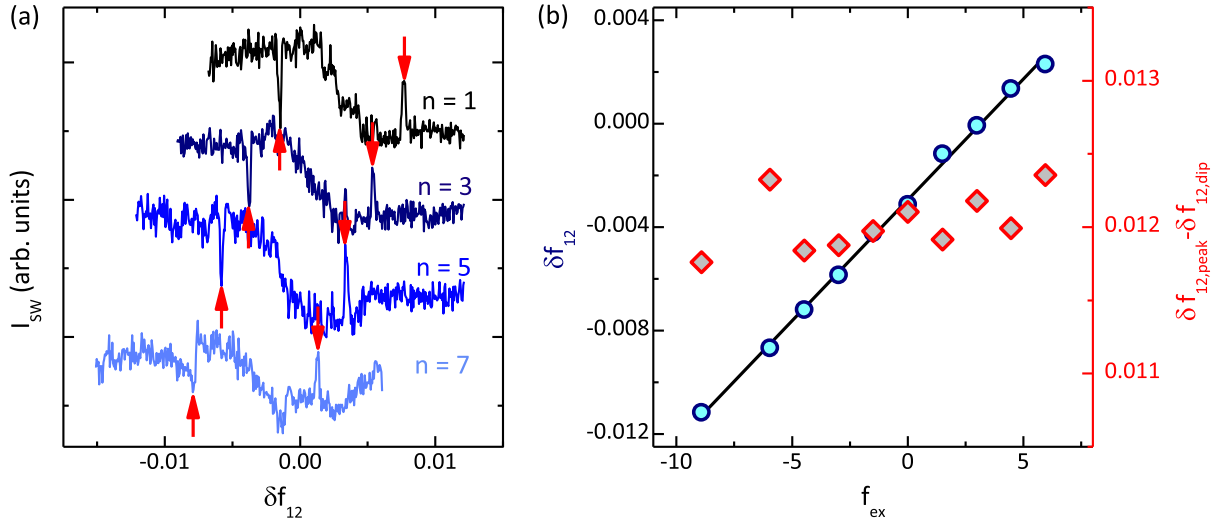 (a)
n = 1
n = 3
n = 5
n = 7
I_SW (arb. units)
-0.01
0.00
0.01
δf_12
(b)
0.004
0.000
-0.004
-0.008
-0.012
δf_12
-10
-5
0
5
f_ex
0.013
0.012
0.011
δf_12,peak-δf_12,dip